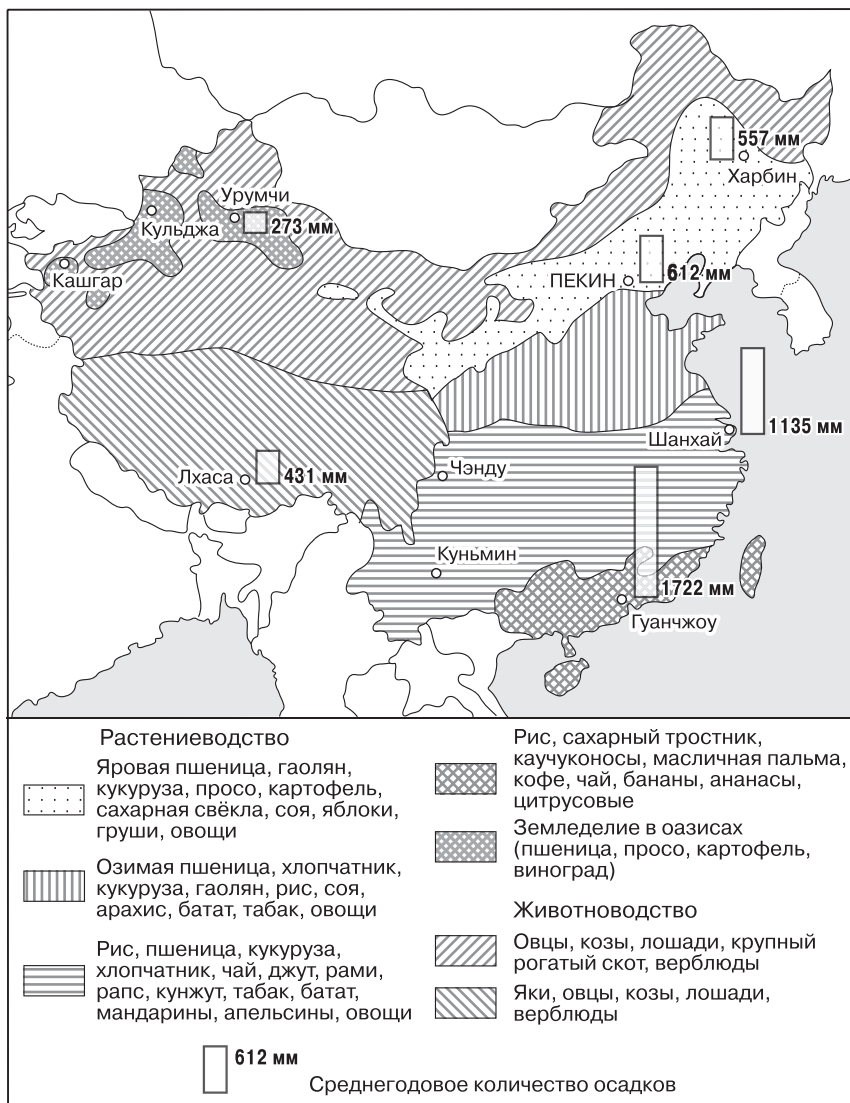 557 мм
Харбин
Урумчи
Кульджа
273 мм
Кашгар
ПЕКИН
612 мм
1135 мм
Шанхай
Лхаса
431 мм
Чэнду
Куньмин
1722 мм
Гуанчжоу
Растениеводство
Яровая пшеница, гаолян,
кукуруза, просо, картофель,
сахарная свёкла, соя, яблоки,
груши, овощи
Озимая пшеница, хлопчатник,
кукуруза, гаолян, рис, соя,
арахис, батат, табак, овощи
Рис, пшеница, кукуруза,
хлопчатник, чай, джут, рами,
рапс, кунжут, табак, батат,
мандарины, апельсины, овощи
Рис, сахарный тростник,
каучуконосы, масличная пальма,
кофе, чай, бананы, ананасы,
цитрусовые
Земледелие в оазисах
(пшеница, просо, картофель,
виноград)
Животноводство
Овцы, козы, лошади, крупный
рогатый скот, верблюды
Яки, овцы, козы, лошади,
верблюды
612 мм
Среднегодовое количество осадков